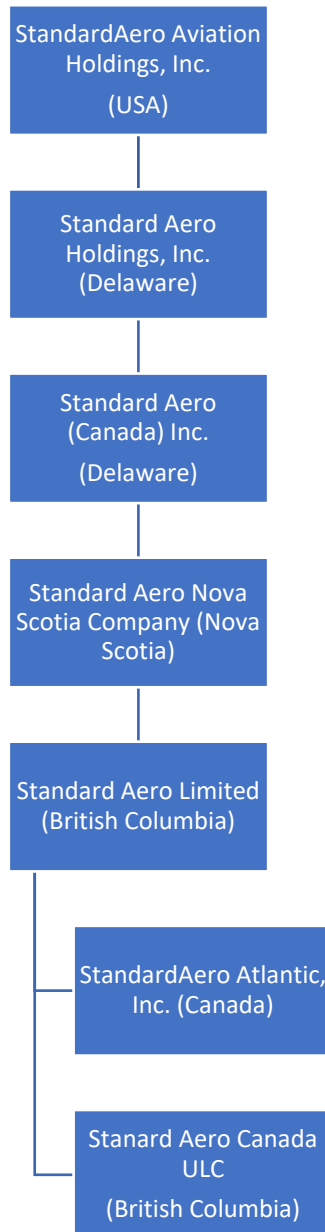 StandardAero Aviation
Holdings, Inc.
(USA)
Standard Aero
Holdings, Inc.
(Delaware)
Standard Aero
(Canada) Inc.
(Delaware)
Standard Aero Nova
Scotia Company (Nova
Scotia)
Standard Aero Limited
(British Columbia)
StandardAero Atlantic,
Inc. (Canada)
Stanard Aero Canada
ULC
(British Columbia)